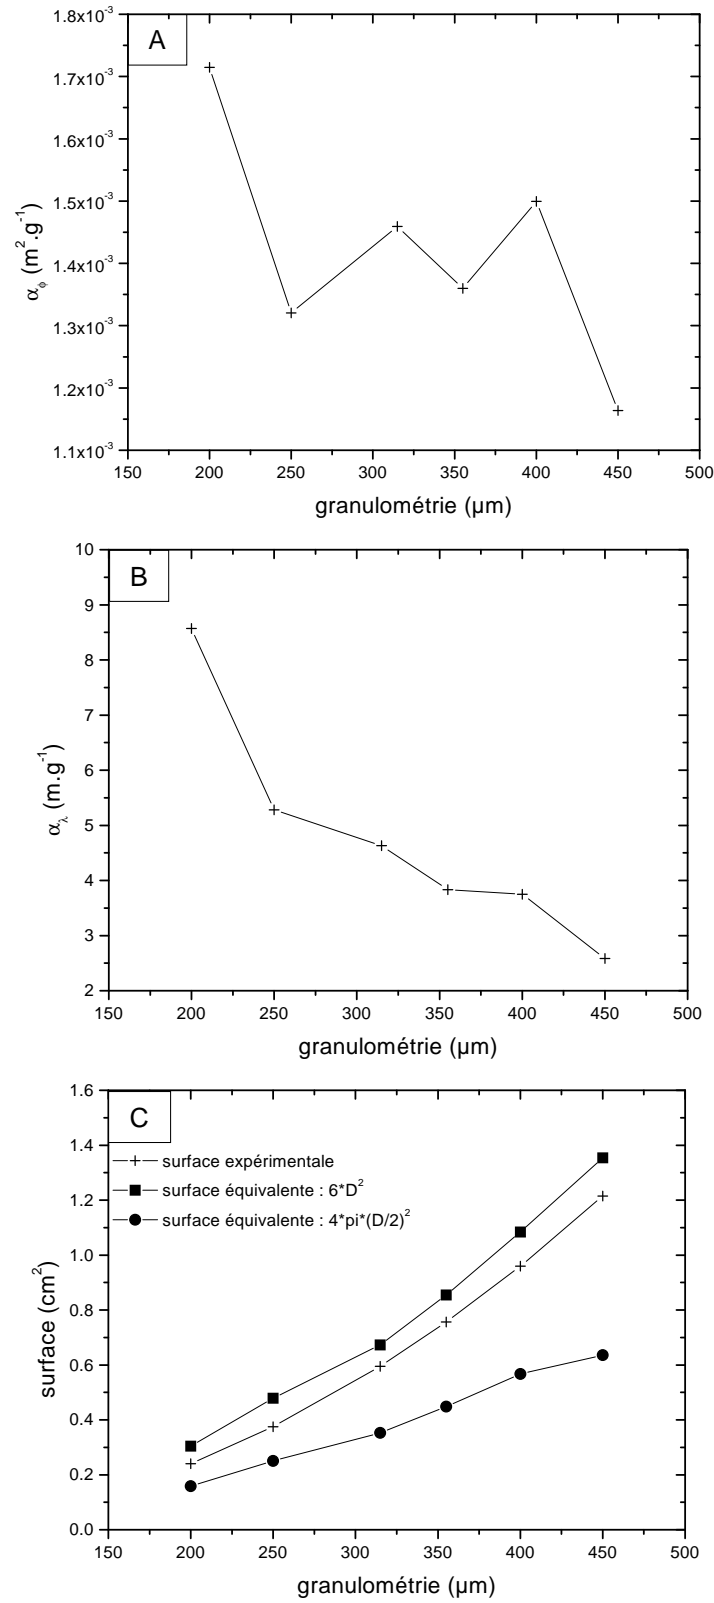 A
1.8x10⁻³
1.7x10⁻³
1.6x10⁻³
1.5x10⁻³
1.4x10⁻³
1.3x10⁻³
1.2x10⁻³
1.1x10⁻³
α_ϕ (m².g⁻¹)
150 200 250 300 350 400 450 500
granulométrie (µm)
B
10
9
8
7
6
5
4
3
2
α_λ (m.g⁻¹)
150 200 250 300 350 400 450 500
granulométrie (µm)
C
1.6
1.4
1.2
1.0
0.8
0.6
0.4
0.2
0.0
surface (cm²)
surface expérimentale
surface équivalente : 6*D²
surface équivalente : 4*pi*(D/2)²
150 200 250 300 350 400 450 500
granulométrie (µm)